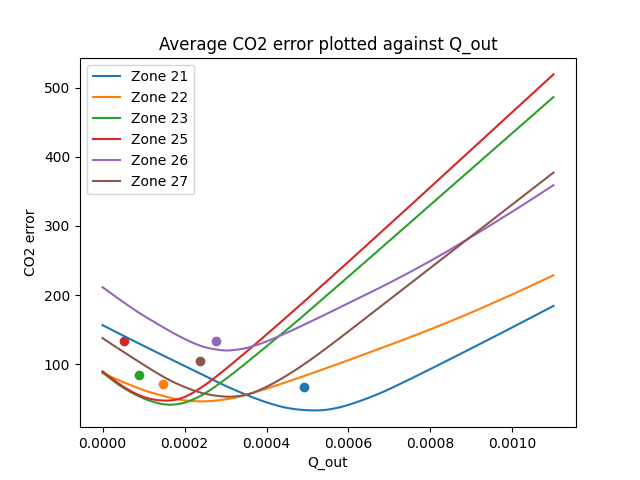 Average CO2 error plotted against Q_out
Zone 21
Zone 22
Zone 23
Zone 25
Zone 26
Zone 27
500
400
300
200
100
CO2 error
0.0000 0.0002 0.0004 0.0006 0.0008 0.0010
Q_out